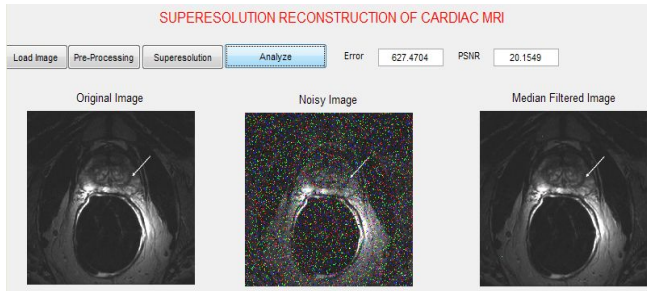 SUPERESOLUTION RECONSTRUCTION OF CARDIAC MRI
Load Image Pre-Processing Superesolution Analyze Error 627.4704 PSNR 20.1549
Original Image Noisy Image Median Filtered Image